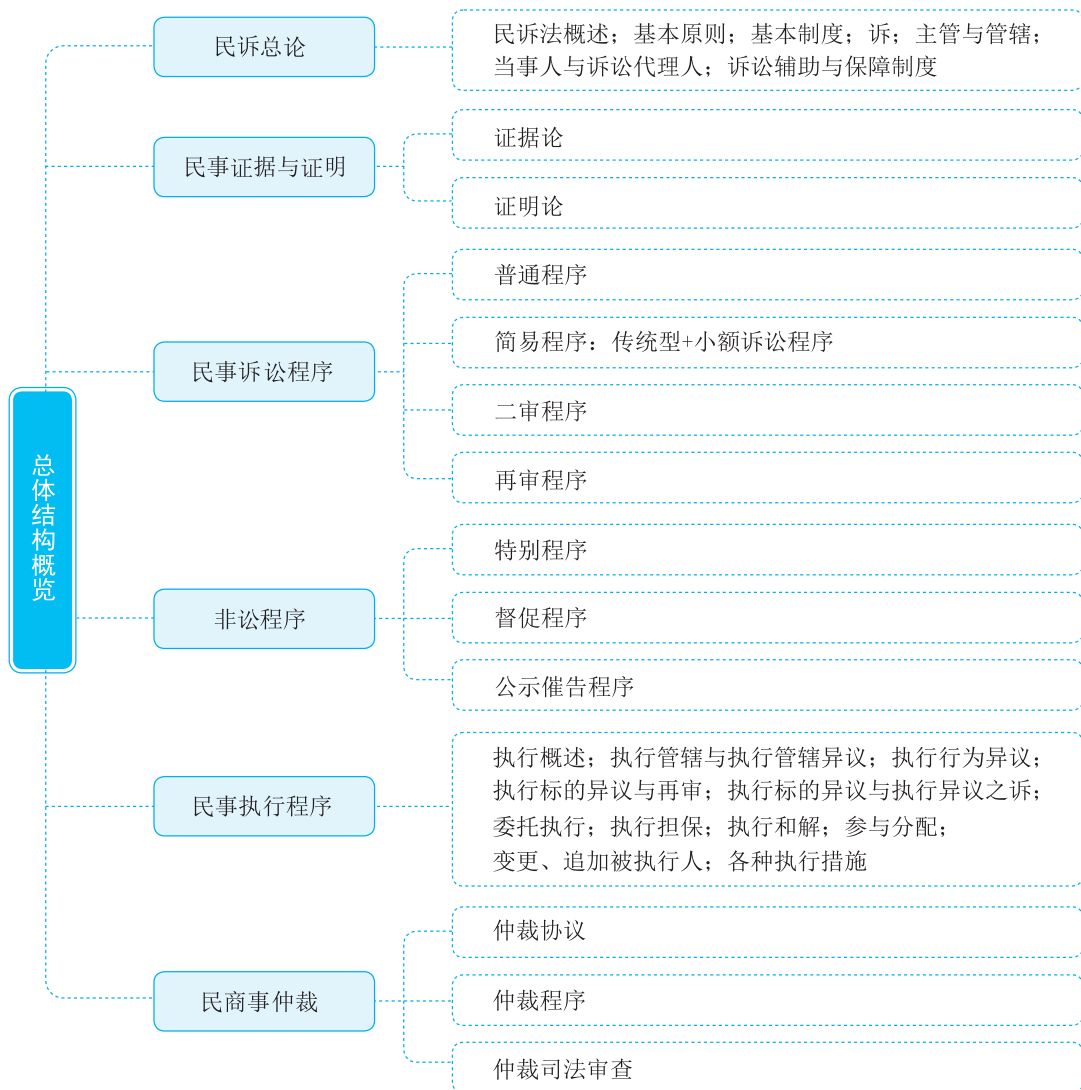 总体结构概览
民诉总论
民诉法概述；基本原则；基本制度；诉；主管与管辖；
当事人与诉讼代理人；诉讼辅助与保障制度
民事证据与证明
证据论
证明论
民事诉讼程序
普通程序
简易程序：传统型+小额诉讼程序
二审程序
再审程序
非讼程序
特别程序
督促程序
公示催告程序
民事执行程序
执行概述；执行管辖与执行管辖异议；执行行为异议；
执行标的异议与再审；执行标的异议与执行异议之诉；
委托执行；执行担保；执行和解；参与分配；
变更、追加被执行人；各种执行措施
民商事仲裁
仲裁协议
仲裁程序
仲裁司法审查